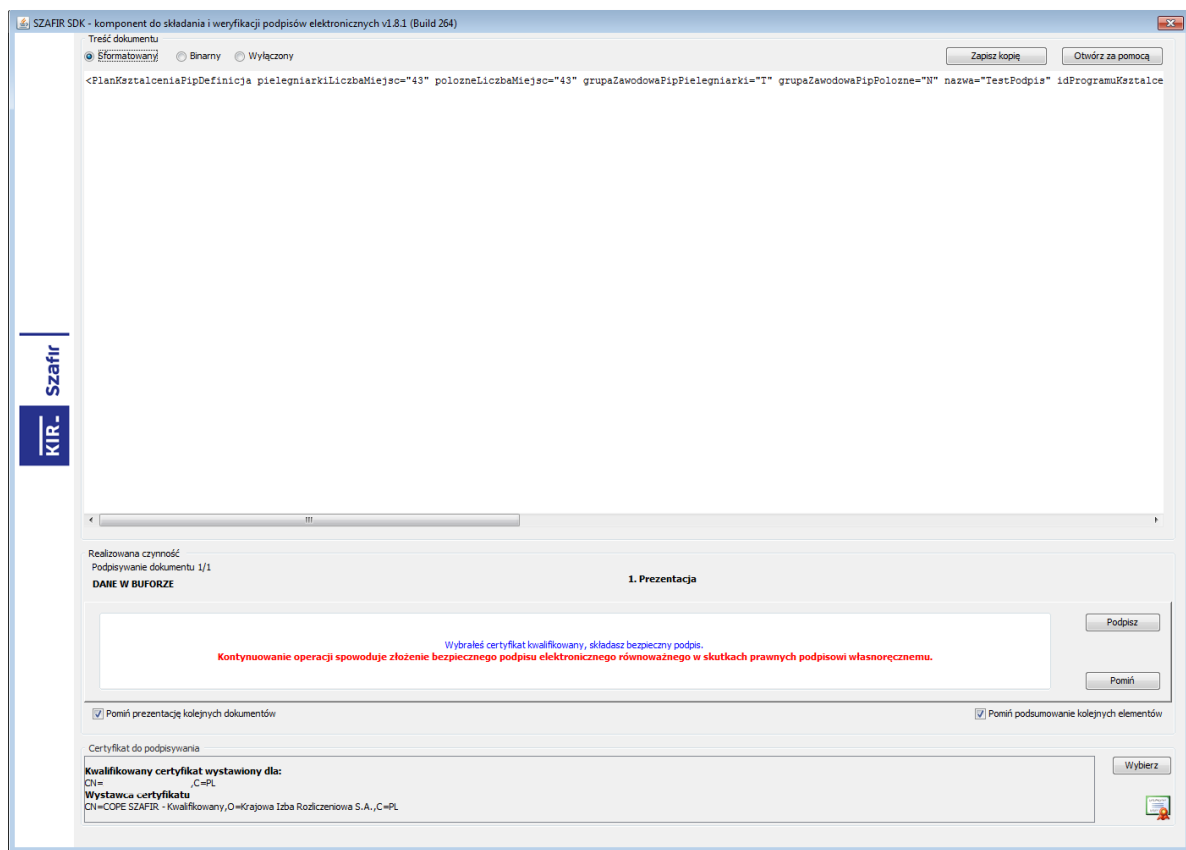 SZAFIR SDK - komponent do składania i weryfikacji podpisów elektronicznych v1.8.1 (Build 264)
Treść dokumentu
Sformatowany Binarny Wyłączony Zapisz kopię Otwórz za pomocą
<PlanKsztalceniaPipDefinicja pielegniarkiLiczbaMiejsc="43" polozneLiczbaMiejsc="43" grupaZawodowaPipPielegniarki="T" grupaZawodowaPipPolozne="N" nazwa="TestPodpis" idProgramuKsztalce
Szafir
KIR.
Realizowana czynność
Podpisywanie dokumentu 1/1
DANE W BUFORZE
1. Prezentacja
Podpisz
Wybrałeś certyfikat kwalifikowany, składasz bezpieczny podpis.
Kontynuowanie operacji spowoduje złożenie bezpiecznego podpisu elektronicznego równoważnego w skutkach prawnych podpisowi własnoręcznemu.
Pomiń
Pomiń prezentację kolejnych dokumentów Pomiń podsumowanie kolejnych elementów
Certyfikat do podpisywania
Wybierz
Kwalifikowany certyfikat wystawiony dla:
CN= ,C=PL
Wystawca certyfikatu
CN=COPE SZAFIR - Kwalifikowany,O=Krajowa Izba Rozliczeniowa S.A.,C=PL